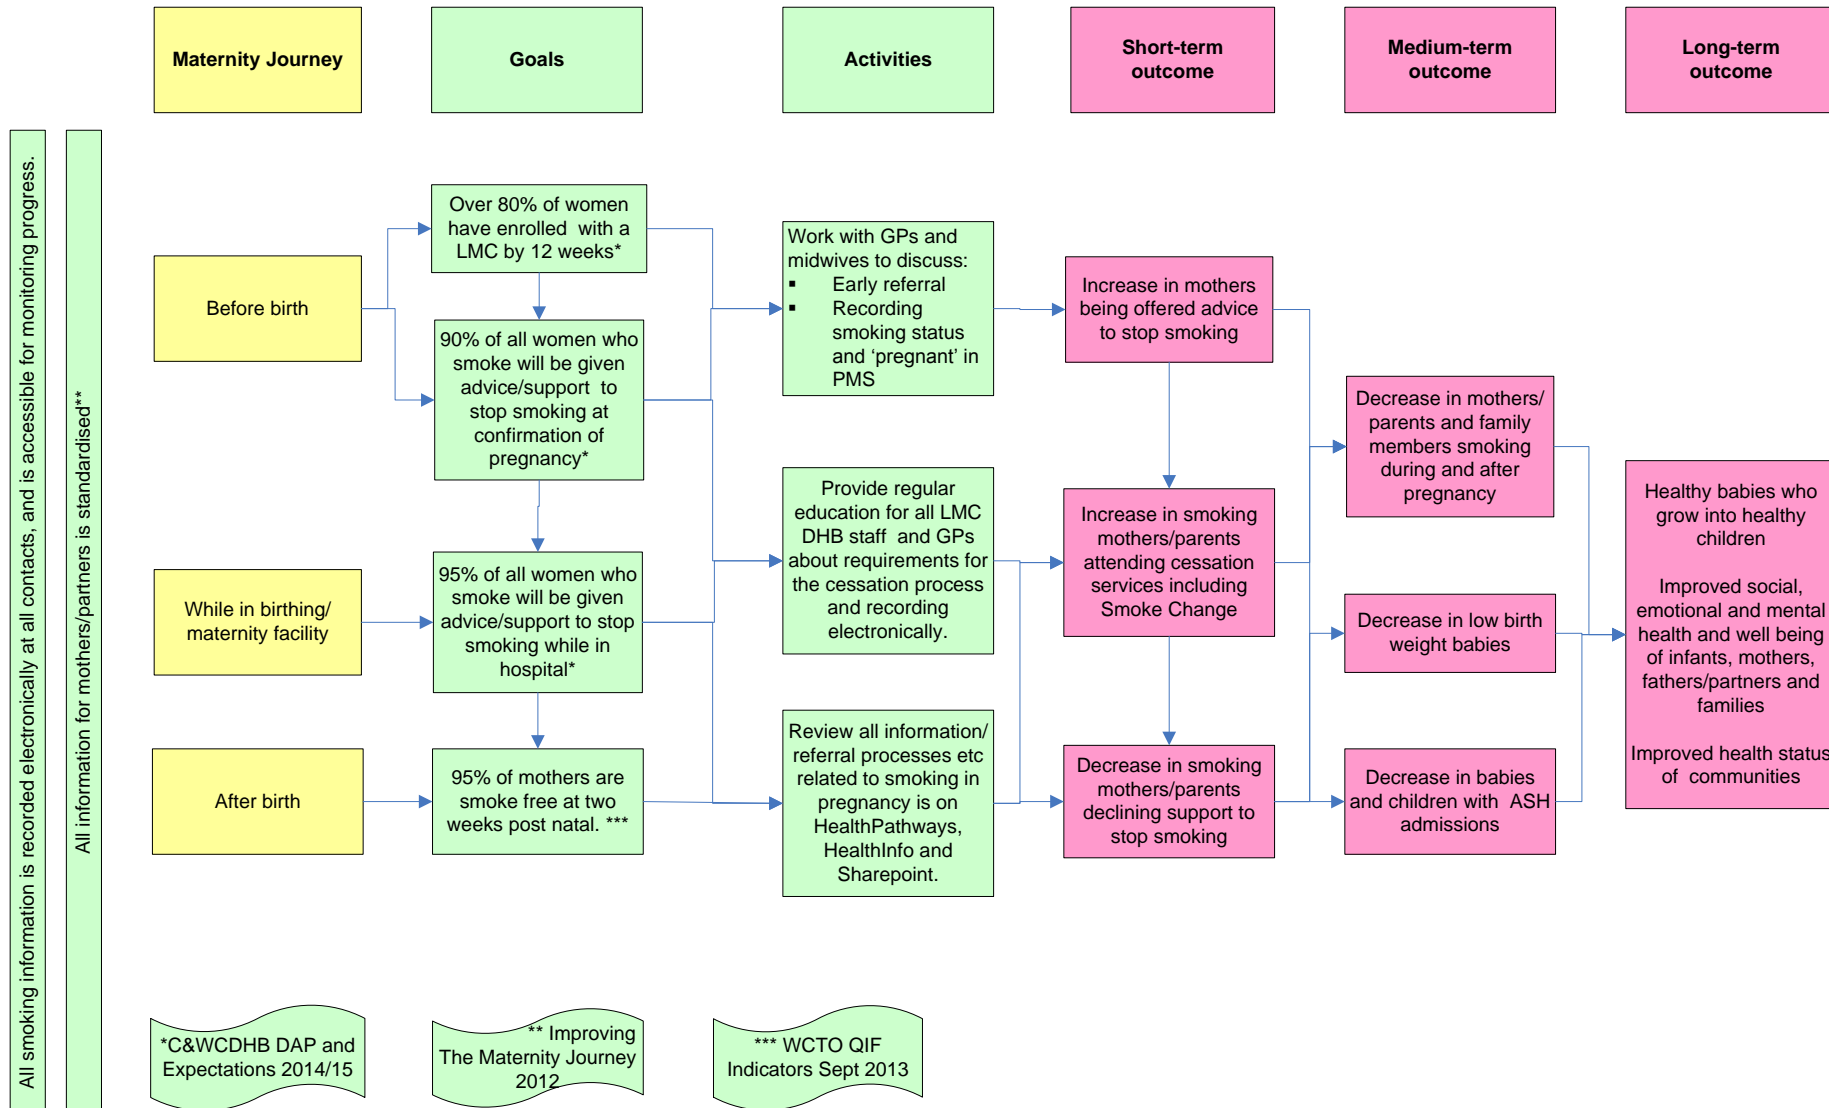 Maternity Journey
Goals
Activities
Short-term
outcome
Medium-term
outcome
Long-term
outcome
All smoking information is recorded electronically at all contacts, and is accessible for monitoring progress.
All information for mothers/partners is standardised**
Before birth
While in birthing/
maternity facility
After birth
Over 80% of women
have enrolled with a
LMC by 12 weeks*
90% of all women who
smoke will be given
advice/support to
stop smoking at
confirmation of
pregnancy*
95% of all women who
smoke will be given
advice/support to stop
smoking while in
hospital*
95% of mothers are
smoke free at two
weeks post natal. ***
Work with GPs and
midwives to discuss:
▪ Early referral
▪ Recording
smoking status
and ‘pregnant’ in
PMS
Provide regular
education for all LMC
DHB staff and GPs
about requirements for
the cessation process
and recording
electronically.
Review all information/
referral processes etc
related to smoking in
pregnancy is on
HealthPathways,
HealthInfo and
Sharepoint.
Increase in mothers
being offered advice
to stop smoking
Increase in smoking
mothers/parents
attending cessation
services including
Smoke Change
Decrease in smoking
mothers/parents
declining support to
stop smoking
Decrease in mothers/
parents and family
members smoking
during and after
pregnancy
Decrease in low birth
weight babies
Decrease in babies
and children with ASH
admissions
Healthy babies who
grow into healthy
children
Improved social,
emotional and mental
health and well being
of infants, mothers,
fathers/partners and
families
Improved health status
of communities
*C&WCDHB DAP and
Expectations 2014/15
** Improving
The Maternity Journey
2012
*** WCTO QIF
Indicators Sept 2013